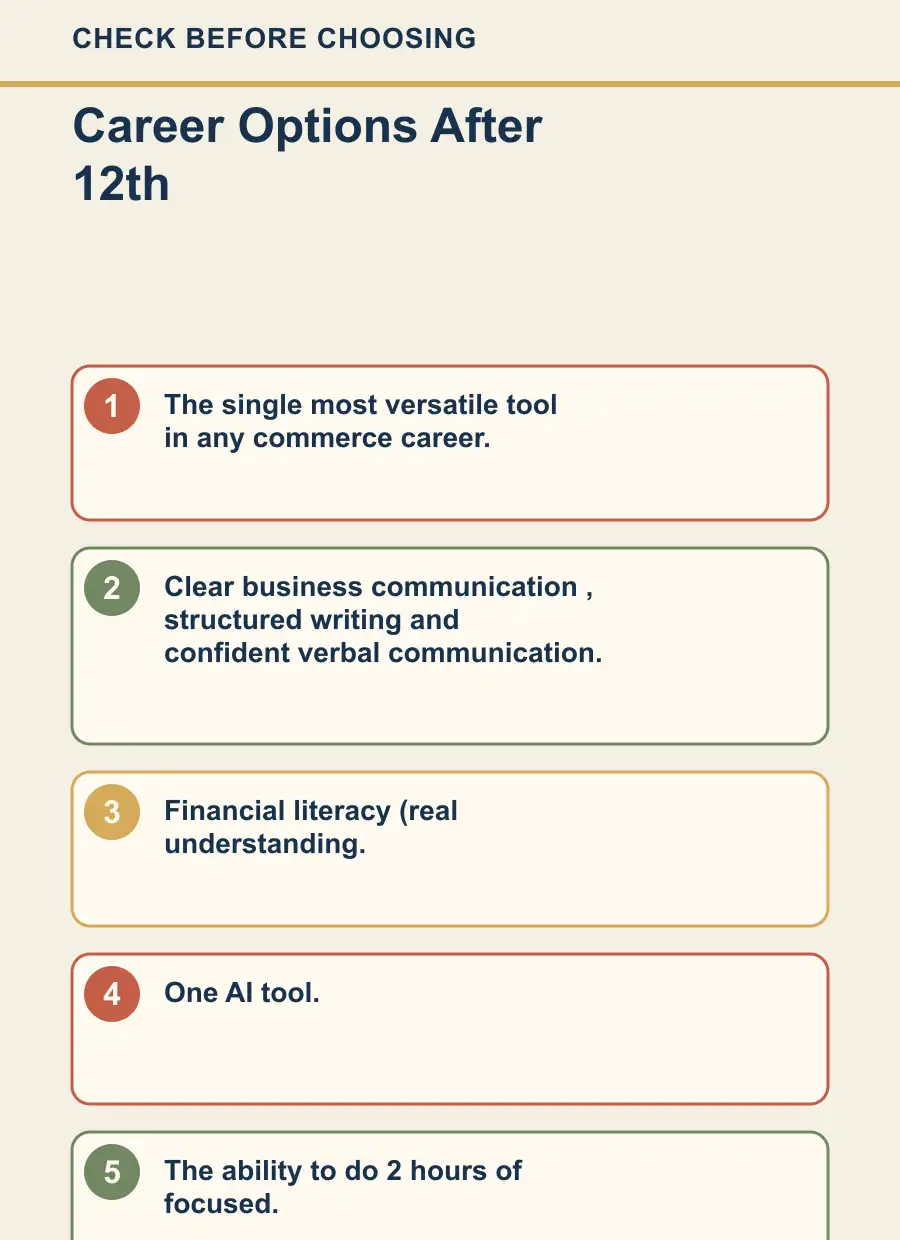 CHECK BEFORE CHOOSING
Career Options After
12th
1
The single most versatile tool
in any commerce career.
2
Clear business communication ,
structured writing and
confident verbal communication.
3
Financial literacy (real
understanding.
4
One AI tool.
5
The ability to do 2 hours of
focused.